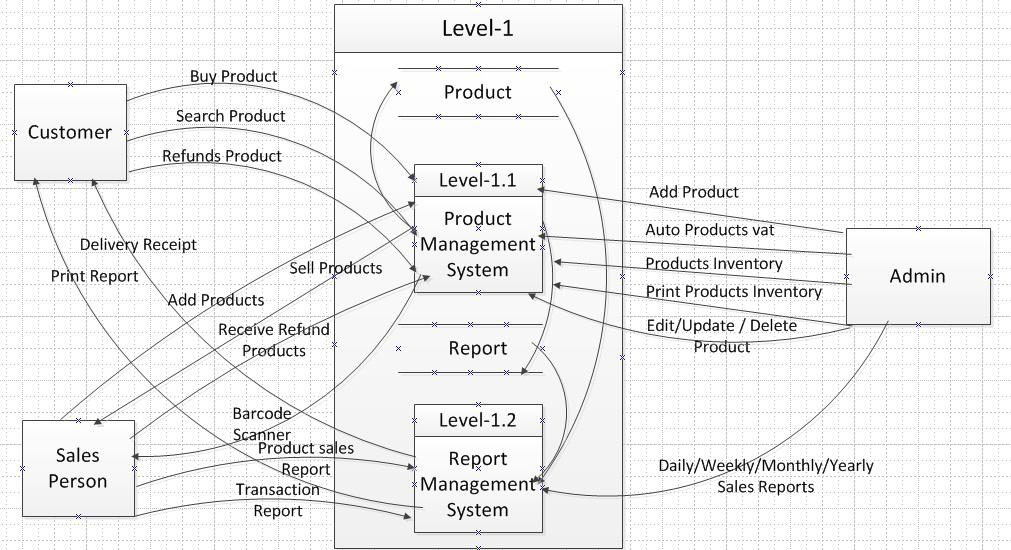 Level-1
Buy Product
Product
Customer
Search Product
Refunds Product
Level-1.1
Add Product
Product
Management
System
Auto Products vat
Delivery Receipt
Products Inventory
Admin
Print Report
Sell Products
Add Products
Print Products Inventory
Receive Refund
Products
Edit/Update / Delete
Product
Report
Barcode
Scanner
Level-1.2
Sales
Person
Product sales
Report
Report
Management
System
Daily/Weekly/Monthly/Yearly
Sales Reports
Transaction
Report